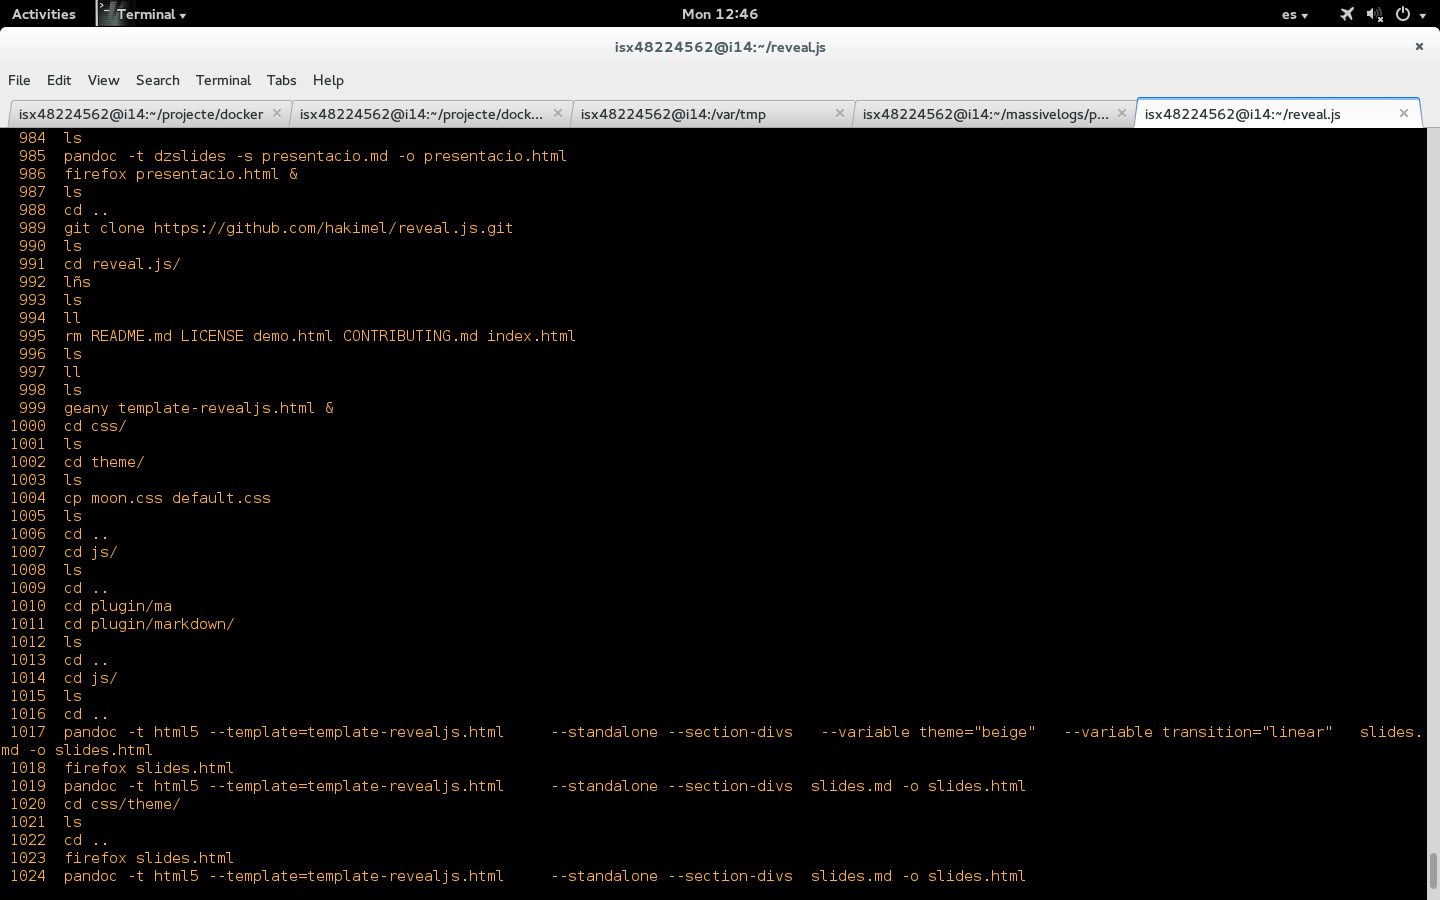 Activities Terminal Mon 12:46 es
isx48224562@i14:~/reveal.js
File Edit View Search Terminal Tabs Help
isx48224562@i14:~/projecte/docker isx48224562@i14:~/projecte/dock... isx48224562@i14:/var/tmp isx48224562@i14:~/massivelogs/p... isx48224562@i14:~/reveal.js
984 ls
985 pandoc -t dzslides -s presentacio.md -o presentacio.html
986 firefox presentacio.html &
987 ls
988 cd ..
989 git clone https://github.com/hakimel/reveal.js.git
990 ls
991 cd reveal.js/
992 lñs
993 ls
994 ll
995 rm README.md LICENSE demo.html CONTRIBUTING.md index.html
996 ls
997 ll
998 ls
999 geany template-revealjs.html &
1000 cd css/
1001 ls
1002 cd theme/
1003 ls
1004 cp moon.css default.css
1005 ls
1006 cd ..
1007 cd js/
1008 ls
1009 cd ..
1010 cd plugin/ma
1011 cd plugin/markdown/
1012 ls
1013 cd ..
1014 cd js/
1015 ls
1016 cd ..
1017 pandoc -t html5 --template=template-revealjs.html --standalone --section-divs --variable theme="beige" --variable transition="linear" slides.
md -o slides.html
1018 firefox slides.html
1019 pandoc -t html5 --template=template-revealjs.html --standalone --section-divs slides.md -o slides.html
1020 cd css/theme/
1021 ls
1022 cd ..
1023 firefox slides.html
1024 pandoc -t html5 --template=template-revealjs.html --standalone --section-divs slides.md -o slides.html